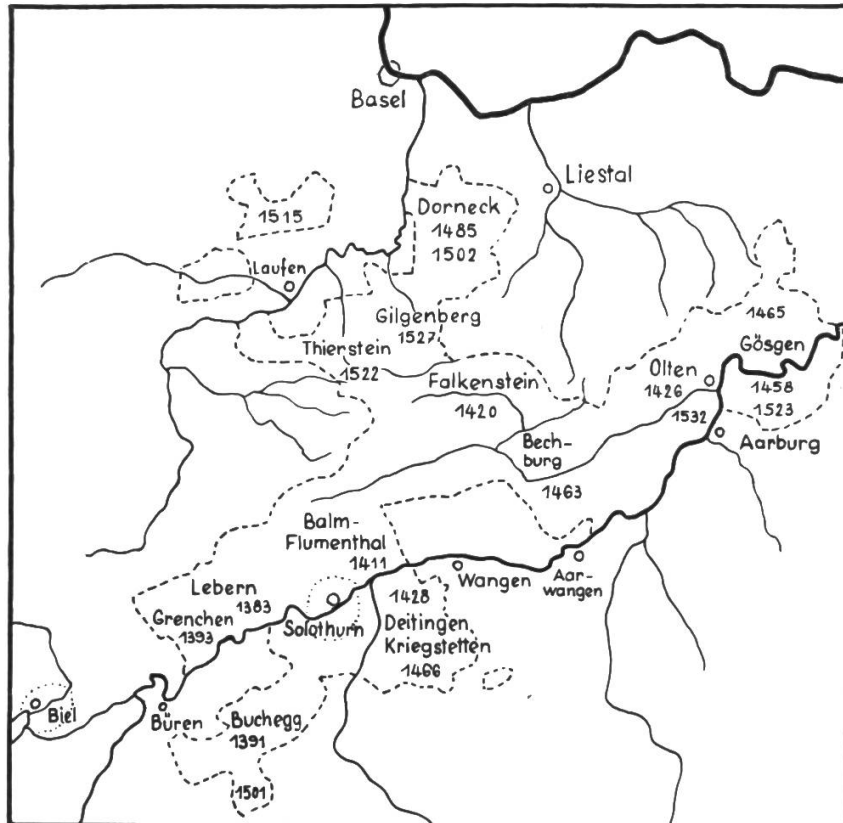 Basel
Liestal
1515
Dorneck
1485
1502
Laufen
Gilgenberg
1527
Thierstein
1522
1465
Gösgen
1458
1523
Olten
1426
1532
Aarburg
Falkenstein
1420
Bech-
burg
1463
Balm-
Flumenthal
1411
Wangen
Aar-
wangen
Lebern
1383
Grenchen
1393
Solothurn
1428
Deitingen
Kriegstetten
1466
Biel
Büren
Buchegg
1391
1501